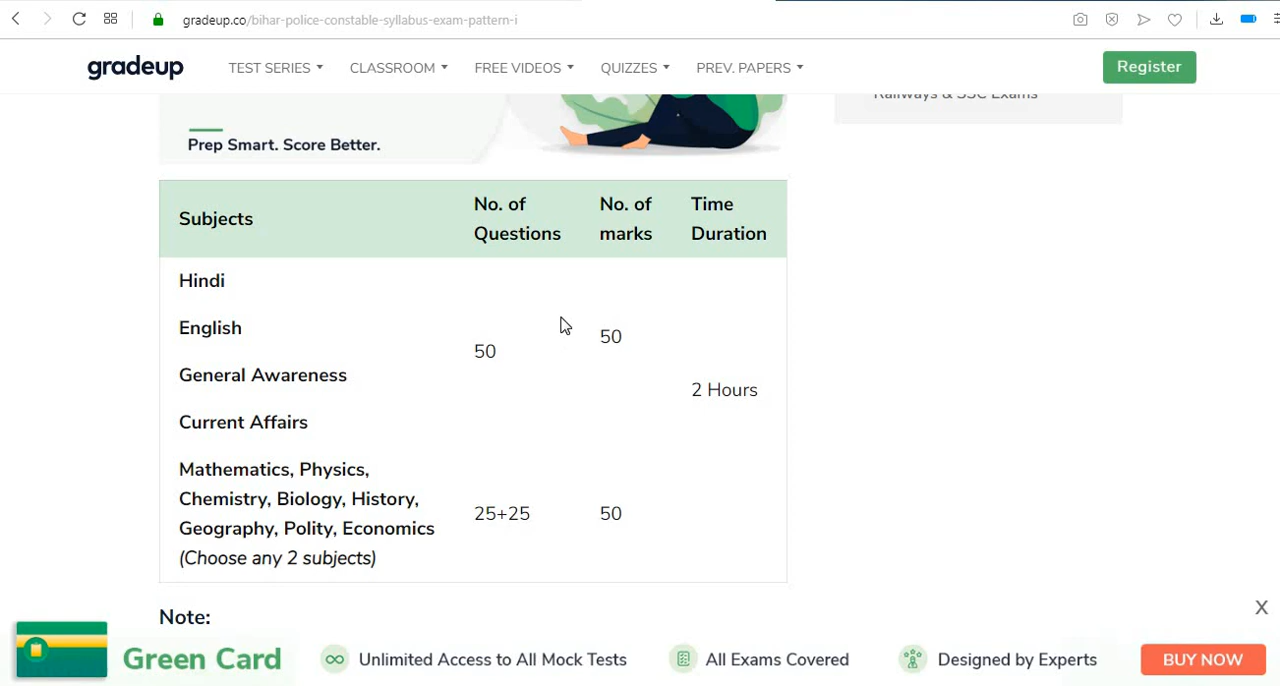 gradeup.co/bihar-police-constable-syllabus-exam-pattern-i
gradeup TEST SERIES CLASSROOM FREE VIDEOS QUIZZES PREV. PAPERS Register
Railways & SSC Exams
Prep Smart. Score Better.
Subjects No. of Questions No. of marks Time Duration
Hindi
English
General Awareness
Current Affairs
50 50
2 Hours
Mathematics, Physics,
Chemistry, Biology, History,
Geography, Polity, Economics
(Choose any 2 subjects)
25+25 50
Note:
X
Green Card Unlimited Access to All Mock Tests All Exams Covered Designed by Experts BUY NOW